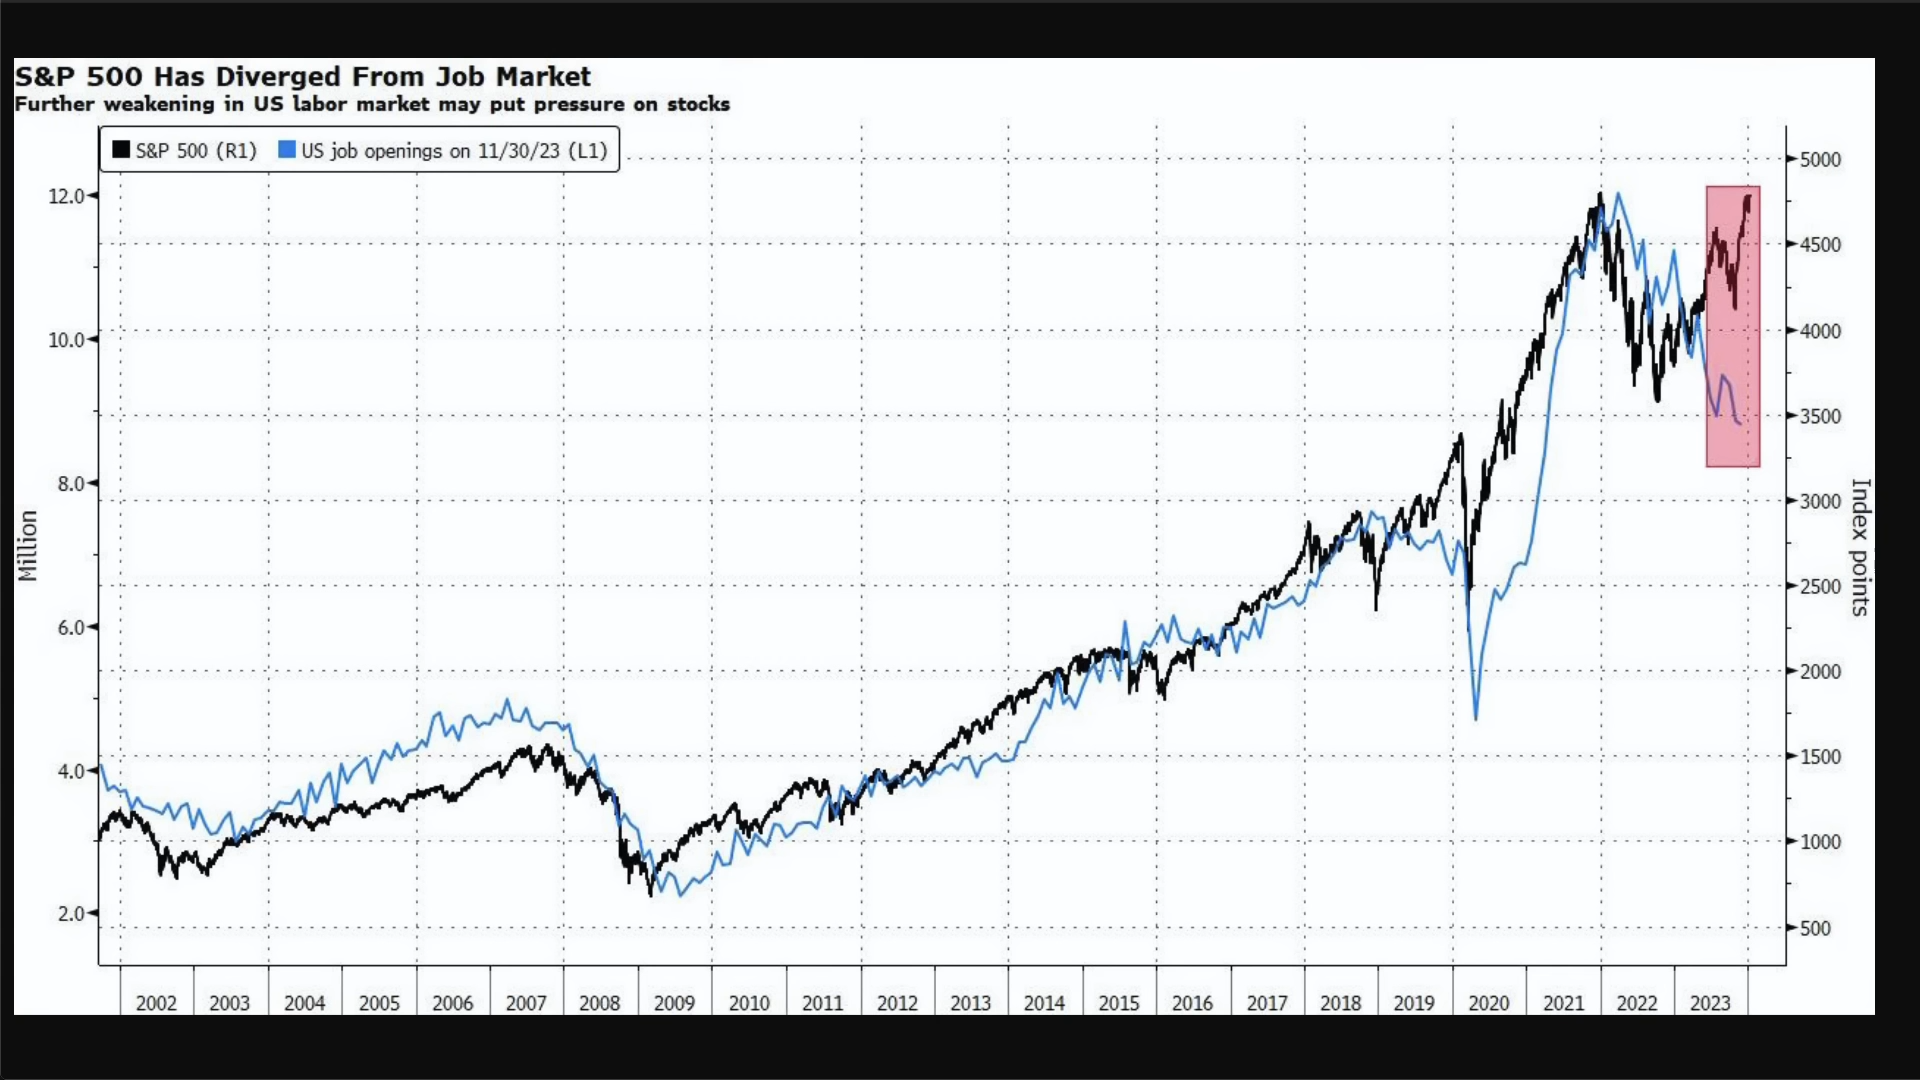 S&P 500 Has Diverged From Job Market
Further weakening in US labor market may put pressure on stocks
S&P 500 (R1) US job openings on 11/30/23 (L1)
12.0
10.0
8.0
6.0
4.0
2.0
Million
5000
4500
4000
3500
3000
2500
2000
1500
1000
500
Index points
2002 2003 2004 2005 2006 2007 2008 2009 2010 2011 2012 2013 2014 2015 2016 2017 2018 2019 2020 2021 2022 2023